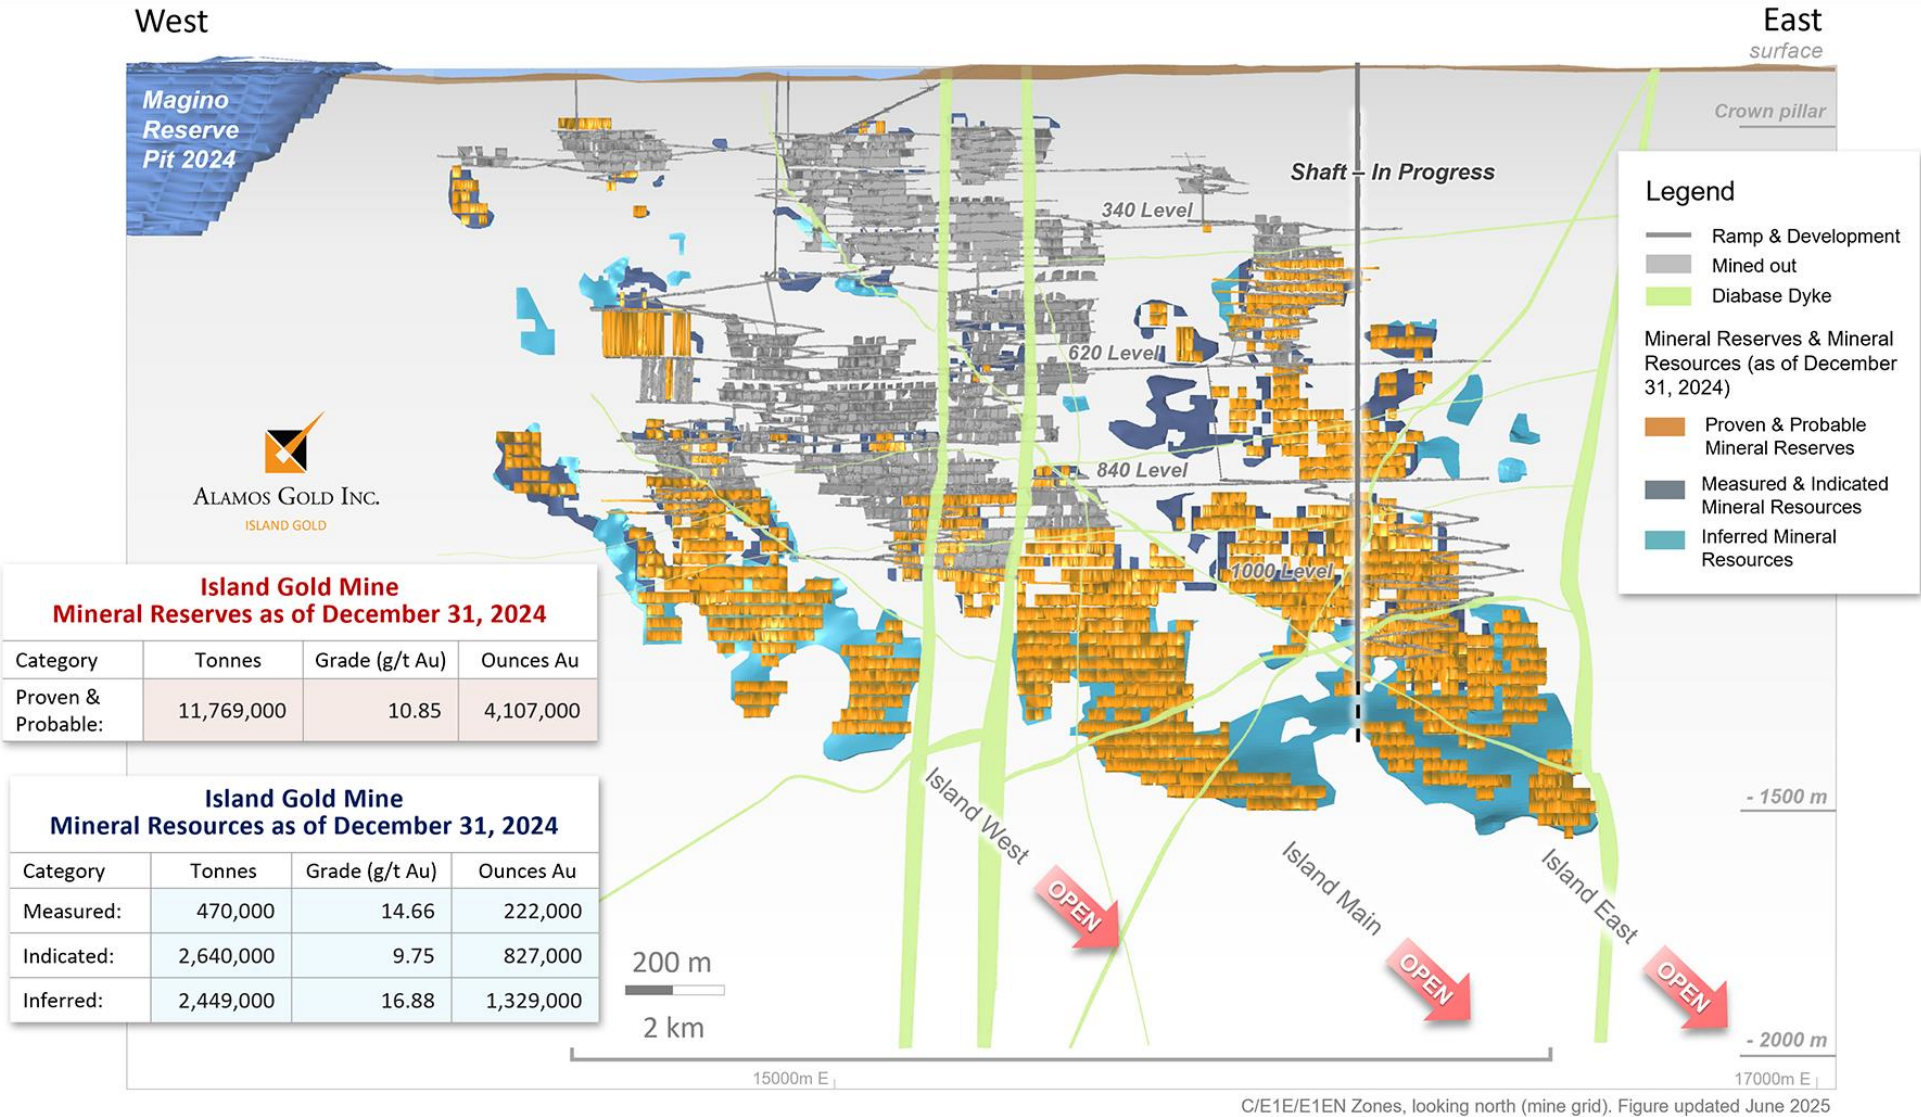 West
East
surface
Magino
Reserve
Pit 2024
Crown pillar
Shaft – In Progress
340 Level
620 Level
840 Level
1000 Level
Legend
Ramp & Development
Mined out
Diabase Dyke
Mineral Reserves & Mineral
Resources (as of December
31, 2024)
Proven & Probable
Mineral Reserves
Measured & Indicated
Mineral Resources
Inferred Mineral
Resources
ALAMOS GOLD INC.
ISLAND GOLD
Island Gold Mine
Mineral Reserves as of December 31, 2024
Category Tonnes Grade (g/t Au) Ounces Au
Proven &
Probable: 11,769,000 10.85 4,107,000
Island Gold Mine
Mineral Resources as of December 31, 2024
Category Tonnes Grade (g/t Au) Ounces Au
Measured: 470,000 14.66 222,000
Indicated: 2,640,000 9.75 827,000
Inferred: 2,449,000 16.88 1,329,000
Island West
OPEN
Island Main
OPEN
Island East
OPEN
- 1500 m
- 2000 m
200 m
2 km
15000m E
17000m E
C/E1E/E1EN Zones, looking north (mine grid). Figure updated June 2025